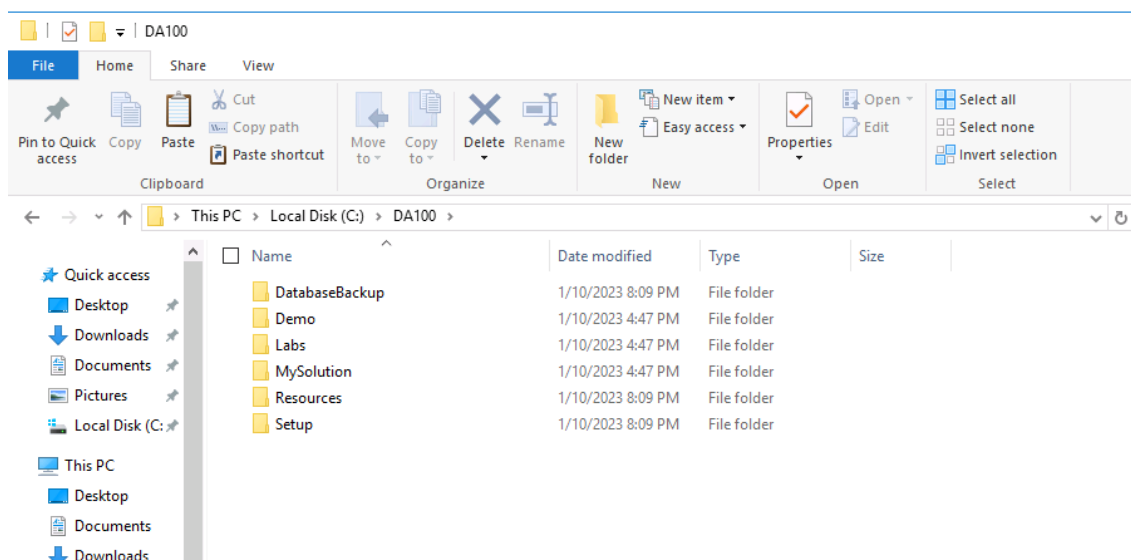 DA100
File Home Share View
Pin to Quick access
Copy
Paste
Cut
W... Copy path
Paste shortcut
Clipboard
Move to
Copy to
Delete
Rename
Organize
New folder
New item
Easy access
New
Properties
Open
Edit
Open
Select all
Select none
Invert selection
Select
This PC > Local Disk (C:) > DA100 >
Name Date modified Type Size
DatabaseBackup 1/10/2023 8:09 PM File folder
Demo 1/10/2023 4:47 PM File folder
Labs 1/10/2023 4:47 PM File folder
MySolution 1/10/2023 4:47 PM File folder
Resources 1/10/2023 8:09 PM File folder
Setup 1/10/2023 8:09 PM File folder
Quick access
Desktop
Downloads
Documents
Pictures
Local Disk (C:
This PC
Desktop
Documents
Downloads